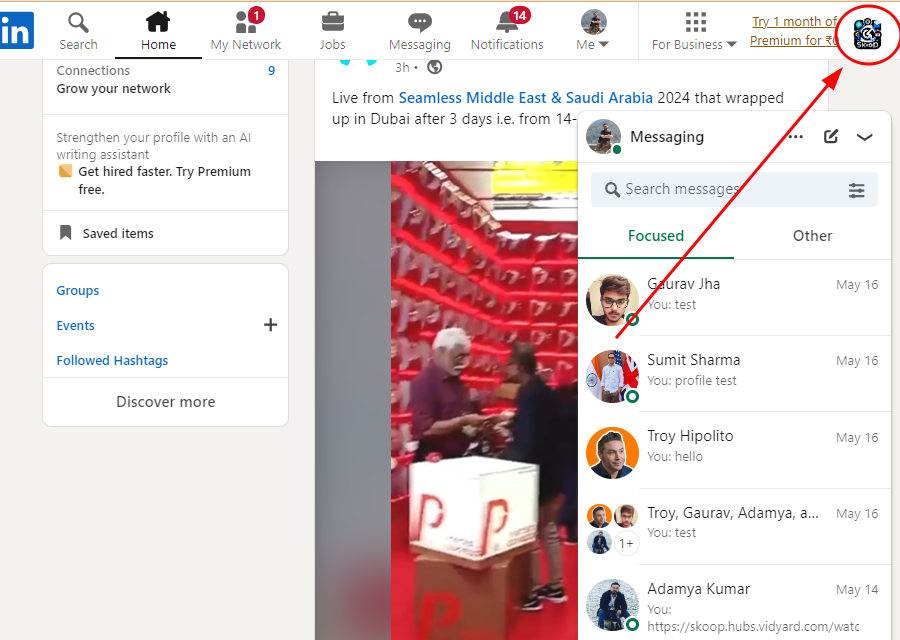 in
Search
Home
1
My Network
Jobs
Messaging
14
Notifications
Me
For Business
Try 1 month of
Premium for ₹0
SkooD
Connections 9
Grow your network
Strengthen your profile with an AI
writing assistant
Get hired faster. Try Premium
free.
Saved items
Groups
Events
Followed Hashtags
Discover more
3h •
Live from Seamless Middle East & Saudi Arabia 2024 that wrapped
up in Dubai after 3 days i.e. from 14-
P P
P
Messaging
Search messages
Focused
Other
Gaurav Jha May 16
You: test
Sumit Sharma May 16
You: profile test
Troy Hipolito May 16
You: hello
Troy, Gaurav, Adamya, a... May 16
1+ You: test
Adamya Kumar May 14
You:
https://skoop.hubs.vidyard.com/watc